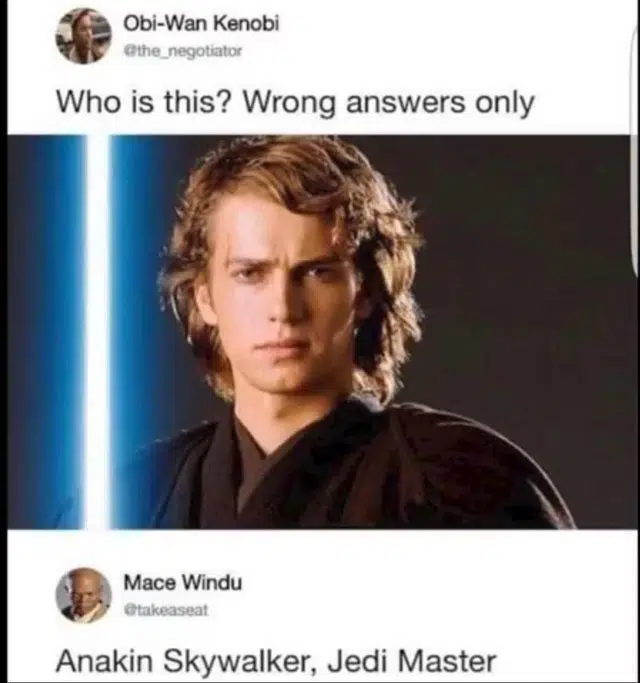 Obi-Wan Kenobi
@the_negotiator
Who is this? Wrong answers only
Mace Windu
@takeaseat
Anakin Skywalker, Jedi Master